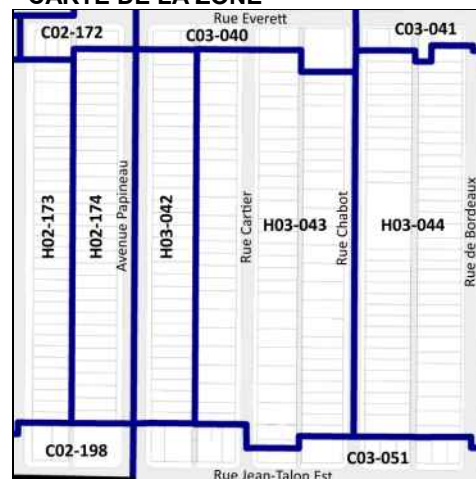 CARTE DE LA ZONE
Rue Everett
C02-172
C03-040
C03-041
H02-173
H02-174
Avenue Papineau
H03-042
Rue Cartier
H03-043
Rue Chabot
H03-044
Rue de Bordeaux
C02-198
C03-051
Rue Jean-Talon Est